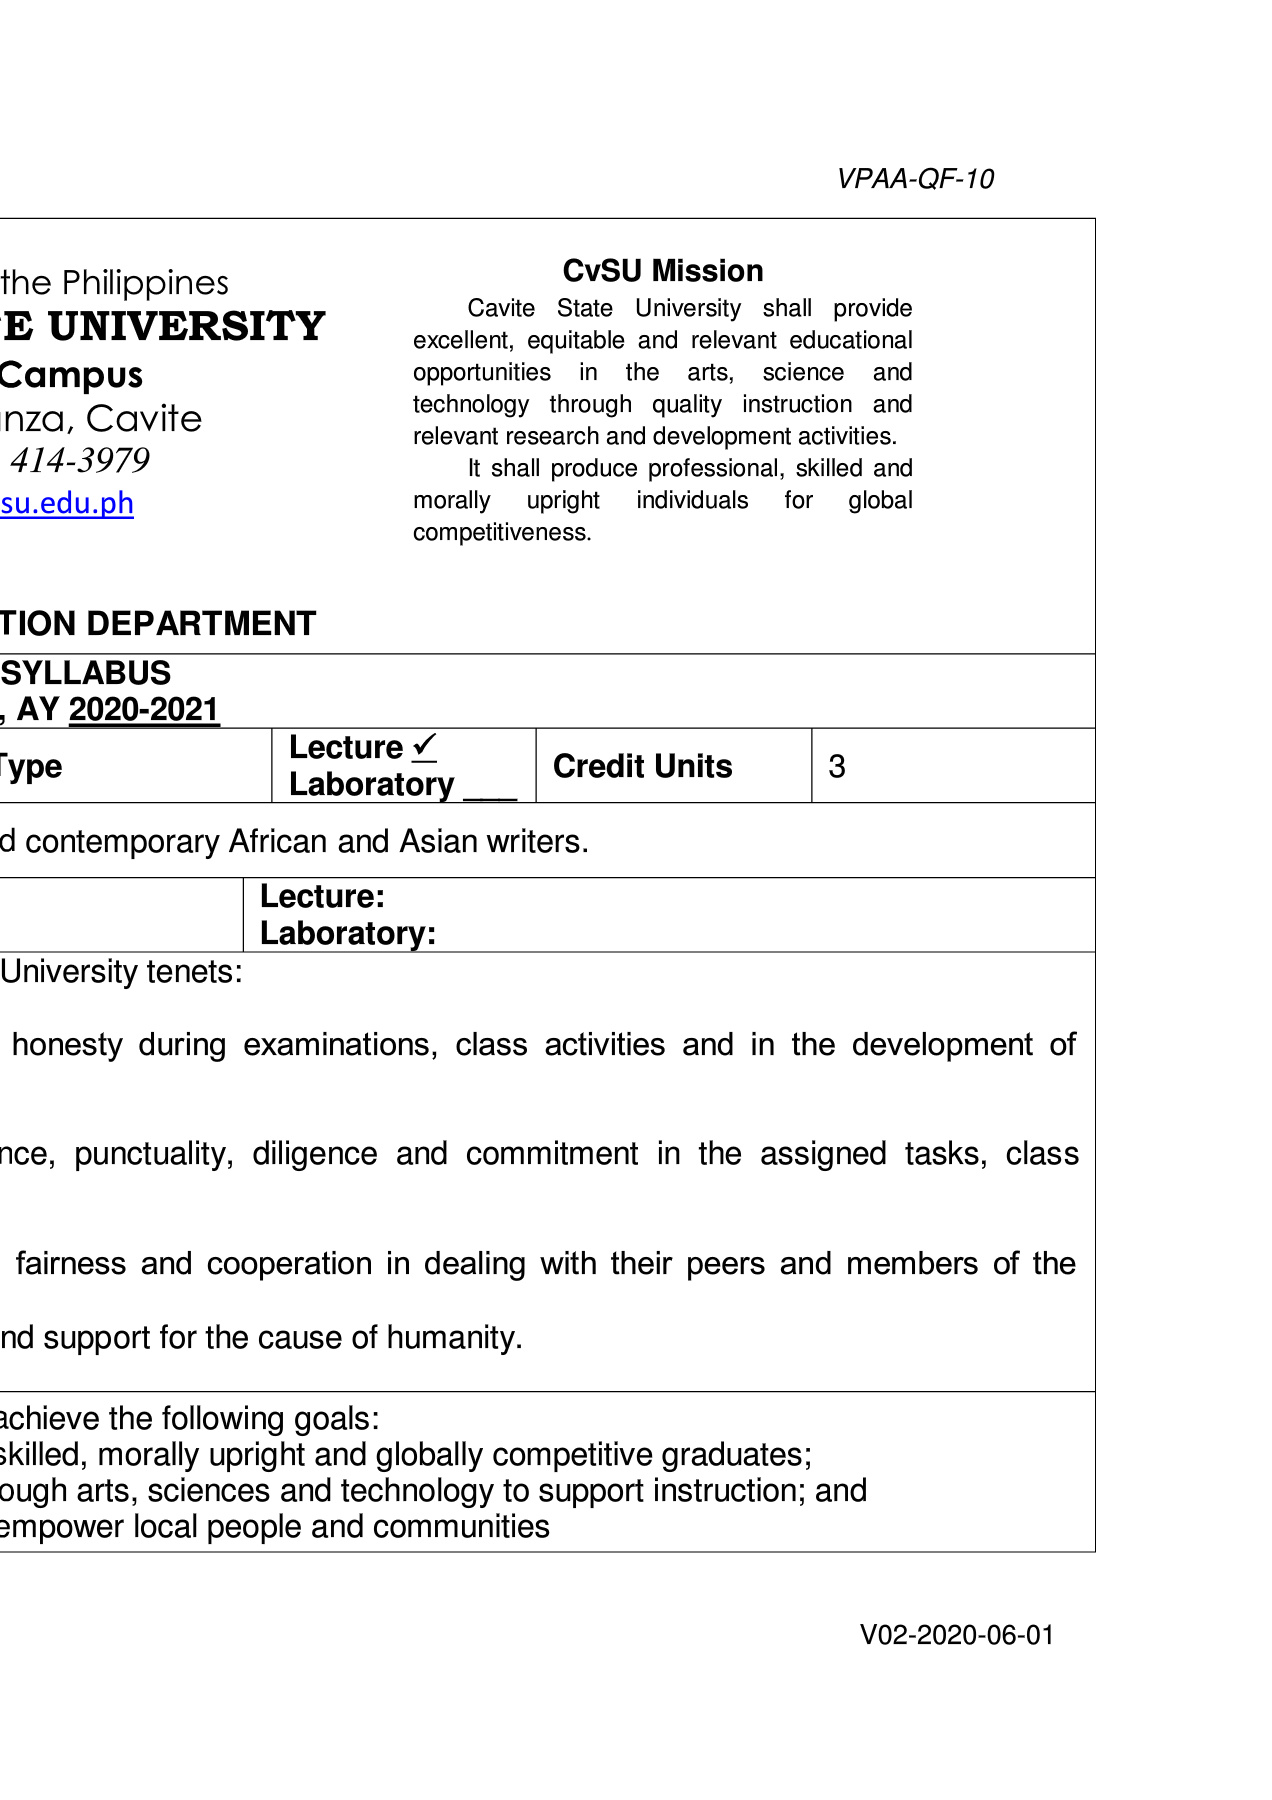 VPAA-QF-10
the Philippines
E UNIVERSITY
Campus
nza, Cavite
414-3979
su.edu.ph
CvSU Mission
Cavite State University shall provide
excellent, equitable and relevant educational
opportunities in the arts, science and
technology through quality instruction and
relevant research and development activities.
It shall produce professional, skilled and
morally upright individuals for global
competitiveness.
TION DEPARTMENT
SYLLABUS
, AY 2020-2021
Type
Lecture ✓
Laboratory ___
Credit Units
3
d contemporary African and Asian writers.
Lecture:
Laboratory:
University tenets:
honesty during examinations, class activities and in the development of
nce, punctuality, diligence and commitment in the assigned tasks, class
fairness and cooperation in dealing with their peers and members of the
nd support for the cause of humanity.
achieve the following goals:
skilled, morally upright and globally competitive graduates;
ough arts, sciences and technology to support instruction; and
empower local people and communities
V02-2020-06-01